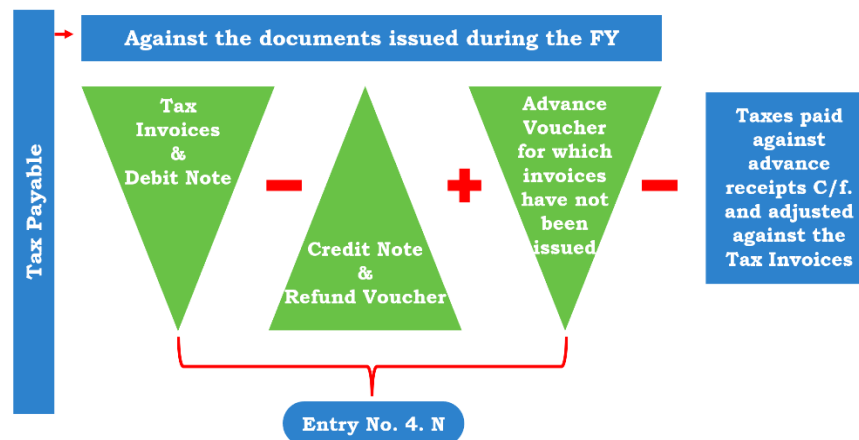 Tax Payable
Against the documents issued during the FY
Tax
Invoices
&
Debit Note
Credit Note
&
Refund Voucher
Advance
Voucher
for which
invoices
have not
been
issued
Taxes paid
against
advance
receipts C/f.
and adjusted
against the
Tax Invoices
Entry No. 4. N